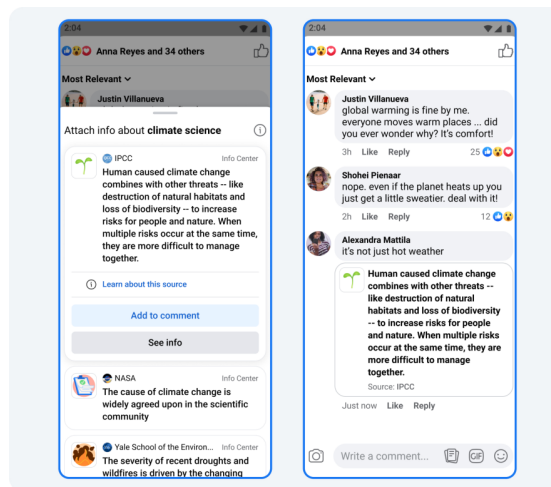 2:04
Anna Reyes and 34 others
Most Relevant
Justin Villanueva
Attach info about climate science
IPCC
Info Center
Human caused climate change
combines with other threats -- like
destruction of natural habitats and
loss of biodiversity -- to increase
risks for people and nature. When
multiple risks occur at the same time,
they are more difficult to manage
together.
Learn about this source
Add to comment
See info
NASA
Info Center
The cause of climate change is
widely agreed upon in the scientific
community
Yale School of the Environ... Info Center
The severity of recent droughts and
wildfires is driven by the changing
2:04
Anna Reyes and 34 others
Most Relevant
Justin Villanueva
global warming is fine by me.
everyone moves warm places ... did
you ever wonder why? It's comfort!
3h Like Reply 25
Shohei Pienaar
nope. even if the planet heats up you
just get a little sweatier. deal with it!
2h Like Reply 12
Alexandra Mattila
it's not just hot weather
Human caused climate change
combines with other threats --
like destruction of natural
habitats and loss of biodiversity
-- to increase risks for people
and nature. When multiple risks
occur at the same time, they are
more difficult to manage
together.
Source: IPCC
Just now Like Reply
Write a comment...
GIF